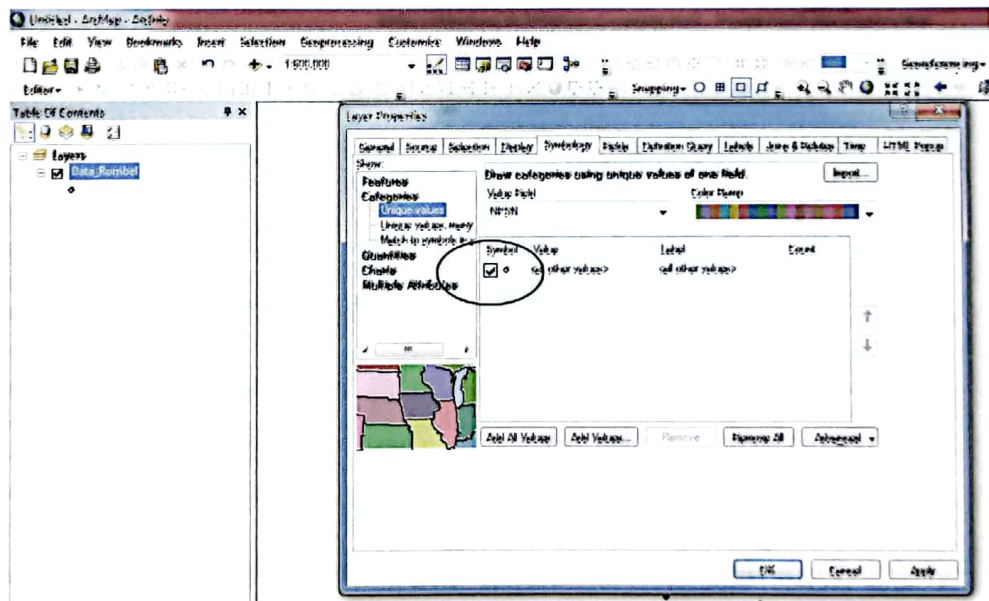 Untitled - ArcMap - ArcInfo
File Edit View Bookmarks Insert Selection Geoprocessing Customize Windows Help
1:500.000
Georeferencing
Editor
Snapping
Table Of Contents
Layers
Data_Rombel
Layer Properties
General Source Selection Display Symbology Fields Definition Query Labels Joins & Relates Time HTML Popup
Show:
Features
Categories
Unique values
Unique values, many
Match to symbols in a
Quantities
Charts
Multiple Attributes
Draw categories using unique values of one field.
Import...
Value Field
Color Ramp
NPSN
Symbol Value Label Count
<all other values> <all other values>
Add All Values Add Values... Remove Remove All Advanced
OK Cancel Apply